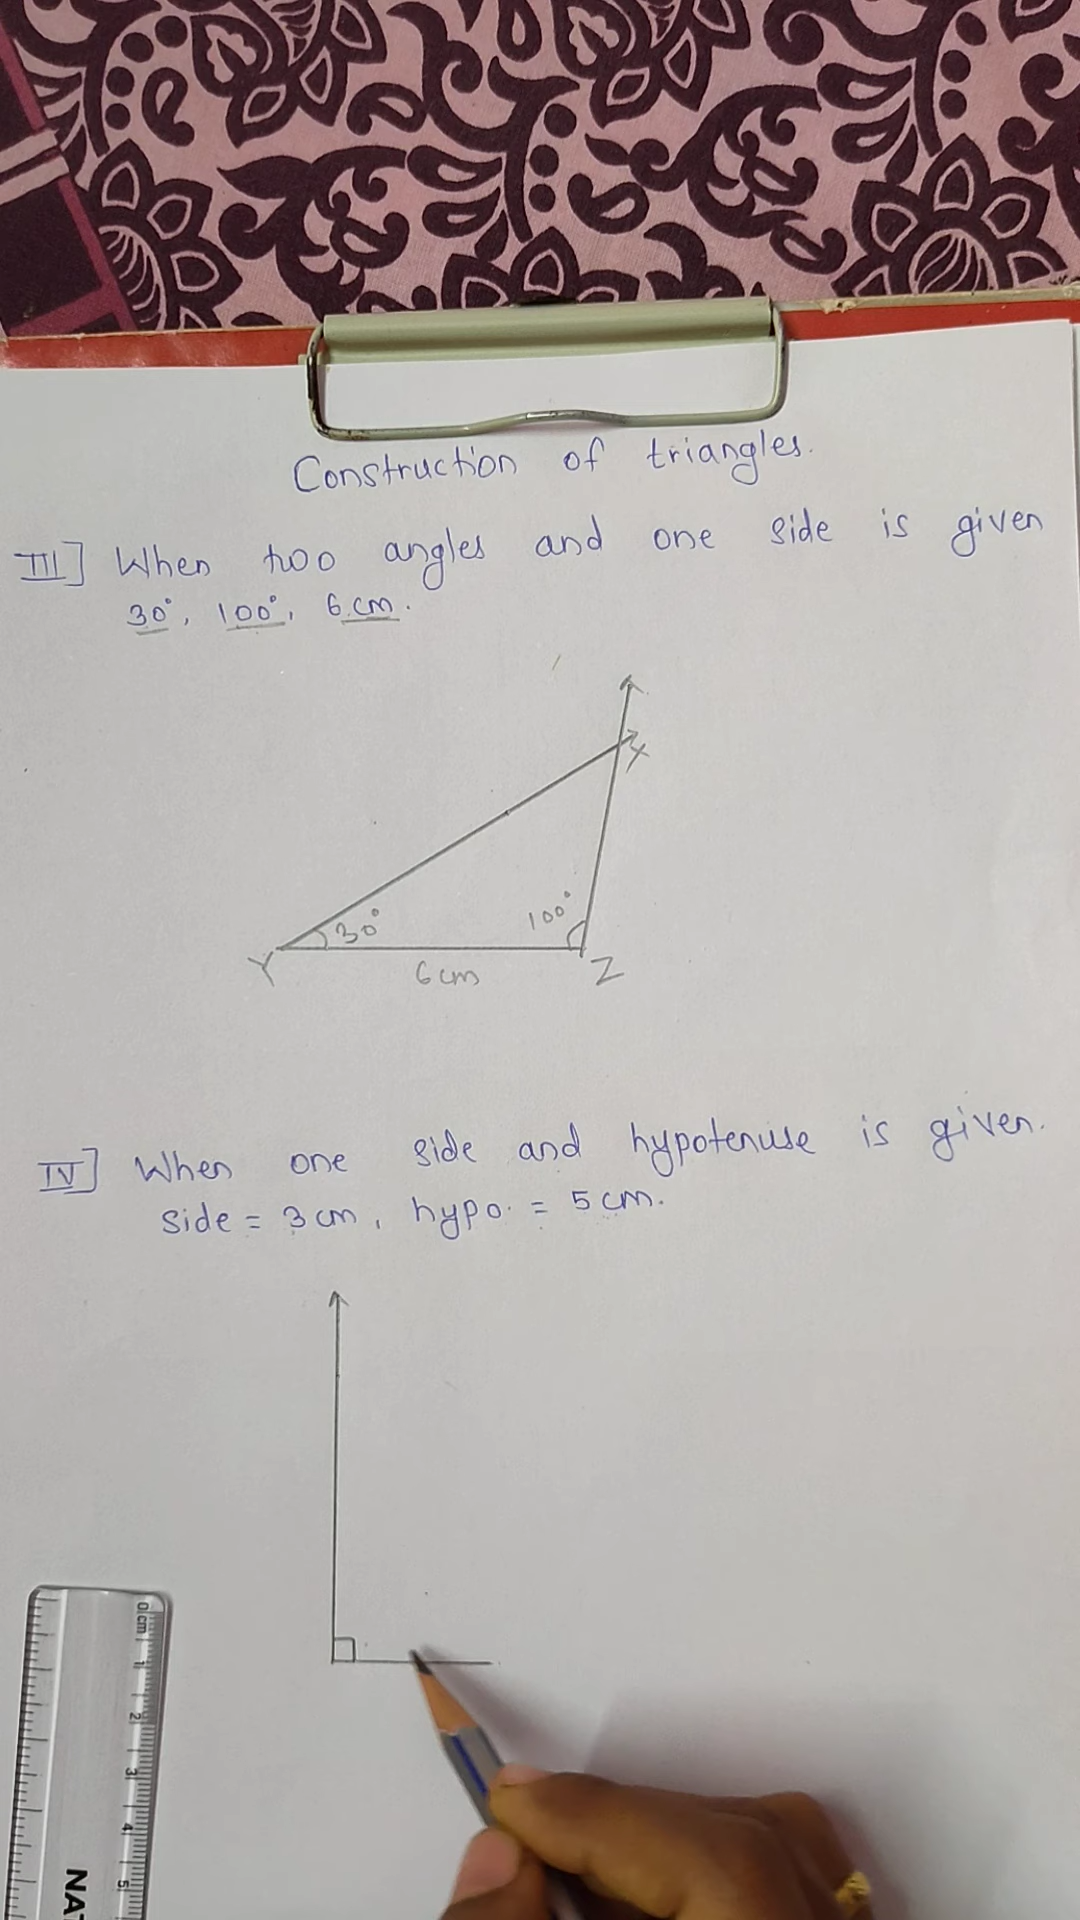 Construction of triangles.
III] When two angles and one side is given
30°, 100°, 6 cm.
X
30°
100°
Y
6 cm
Z
IV] When one side and hypotenuse is given.
Side = 3 cm, hypo. = 5 cm.
0 cm
1
2
3
4
5
NAT